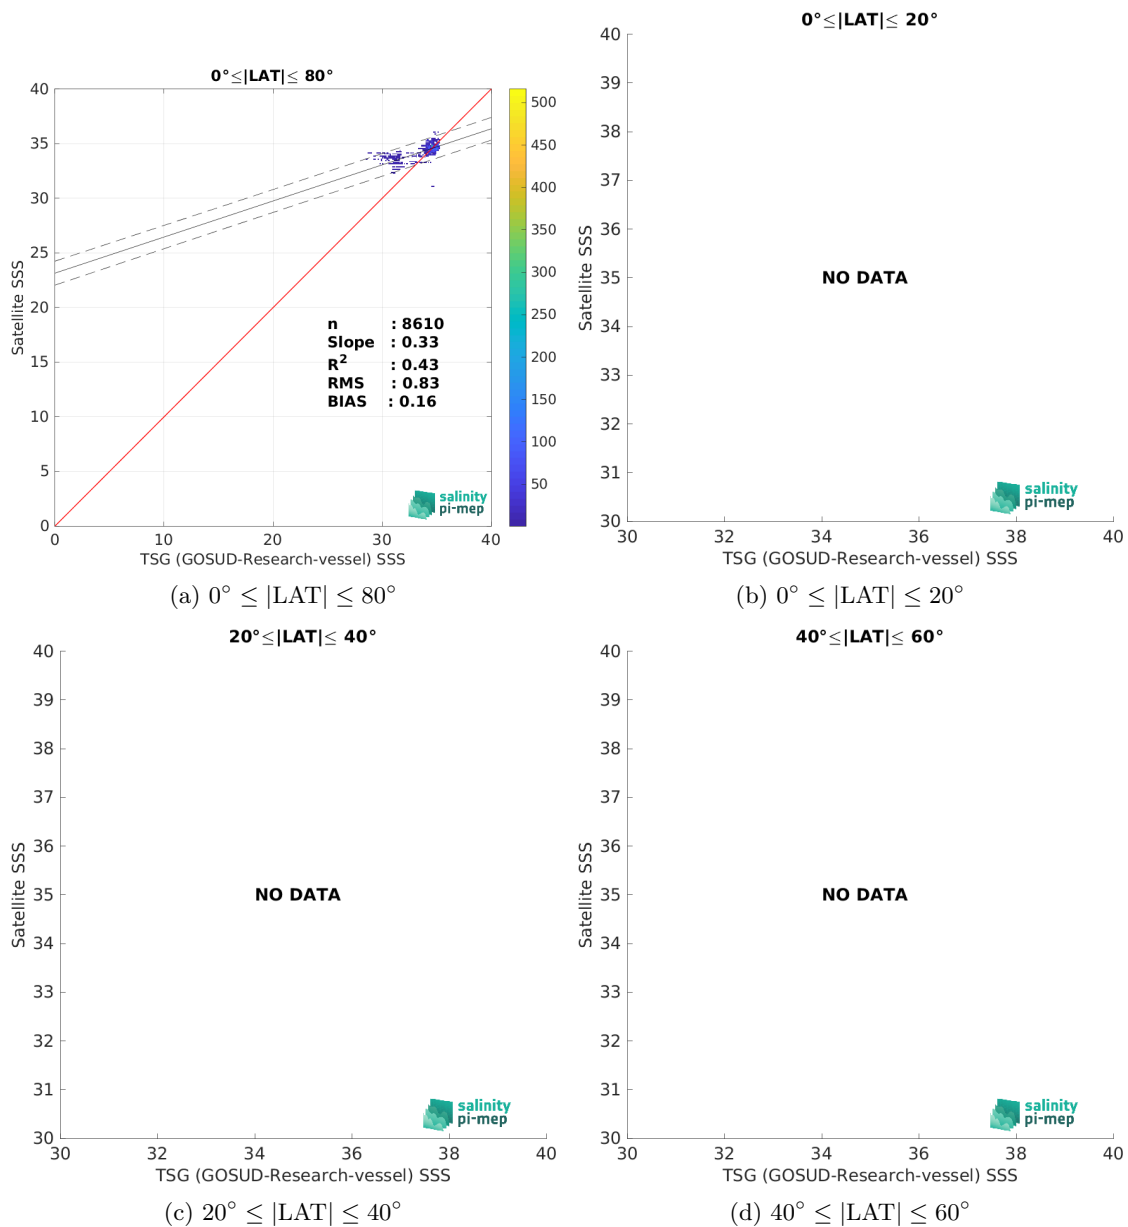 0°≤|LAT|≤ 80°
40
35
30
25
20
15
10
5
0
Satellite SSS
0
10
20
30
40
TSG (GOSUD-Research-vessel) SSS
n : 8610
Slope : 0.33
R² : 0.43
RMS : 0.83
BIAS : 0.16
500
450
400
350
300
250
200
150
100
50
salinity
pi-mep
(a) 0° ≤ |LAT| ≤ 80°
0°≤|LAT|≤ 20°
40
39
38
37
36
35
34
33
32
31
30
Satellite SSS
NO DATA
salinity
pi-mep
30
32
34
36
38
40
TSG (GOSUD-Research-vessel) SSS
(b) 0° ≤ |LAT| ≤ 20°
20°≤|LAT|≤ 40°
40
39
38
37
36
35
34
33
32
31
30
Satellite SSS
NO DATA
salinity
pi-mep
30
32
34
36
38
40
TSG (GOSUD-Research-vessel) SSS
(c) 20° ≤ |LAT| ≤ 40°
40°≤|LAT|≤ 60°
40
39
38
37
36
35
34
33
32
31
30
Satellite SSS
NO DATA
salinity
pi-mep
30
32
34
36
38
40
TSG (GOSUD-Research-vessel) SSS
(d) 40° ≤ |LAT| ≤ 60°